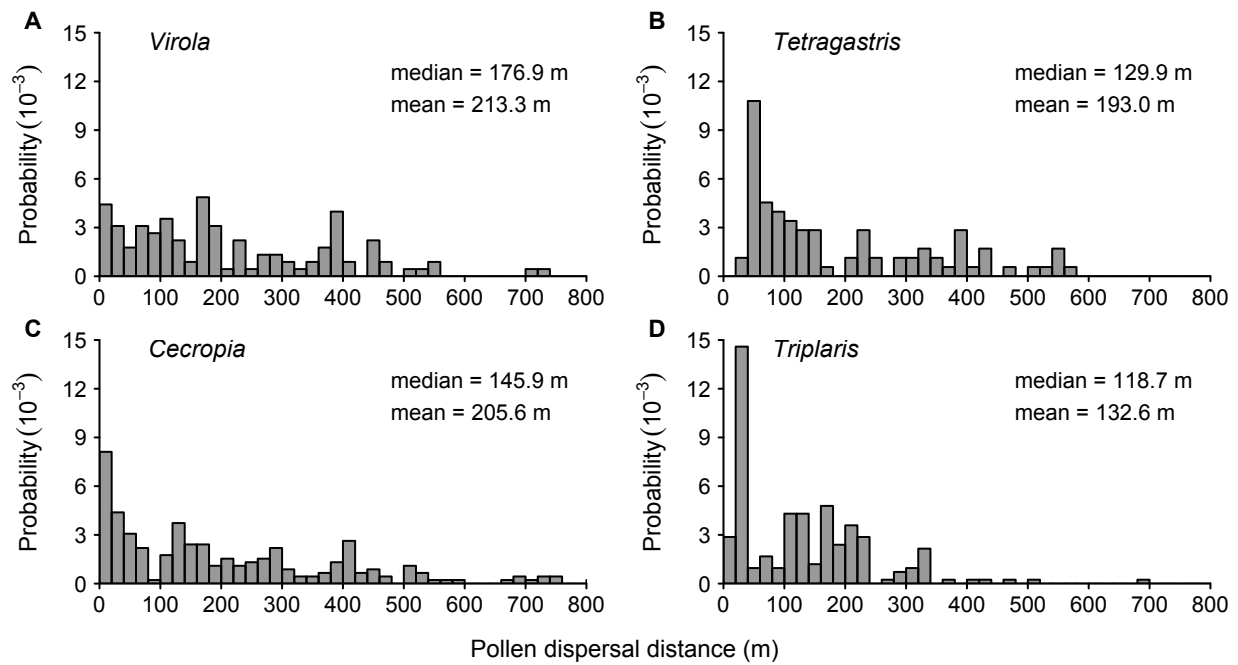 A
Virola
median = 176.9 m
mean = 213.3 m
Probability (10⁻³)
15
12
9
6
3
0
0 100 200 300 400 500 600 700 800
B
Tetragastris
median = 129.9 m
mean = 193.0 m
Probability (10⁻³)
15
12
9
6
3
0
0 100 200 300 400 500 600 700 800
C
Cecropia
median = 145.9 m
mean = 205.6 m
Probability (10⁻³)
15
12
9
6
3
0
0 100 200 300 400 500 600 700 800
D
Triplaris
median = 118.7 m
mean = 132.6 m
Probability (10⁻³)
15
12
9
6
3
0
0 100 200 300 400 500 600 700 800
Pollen dispersal distance (m)